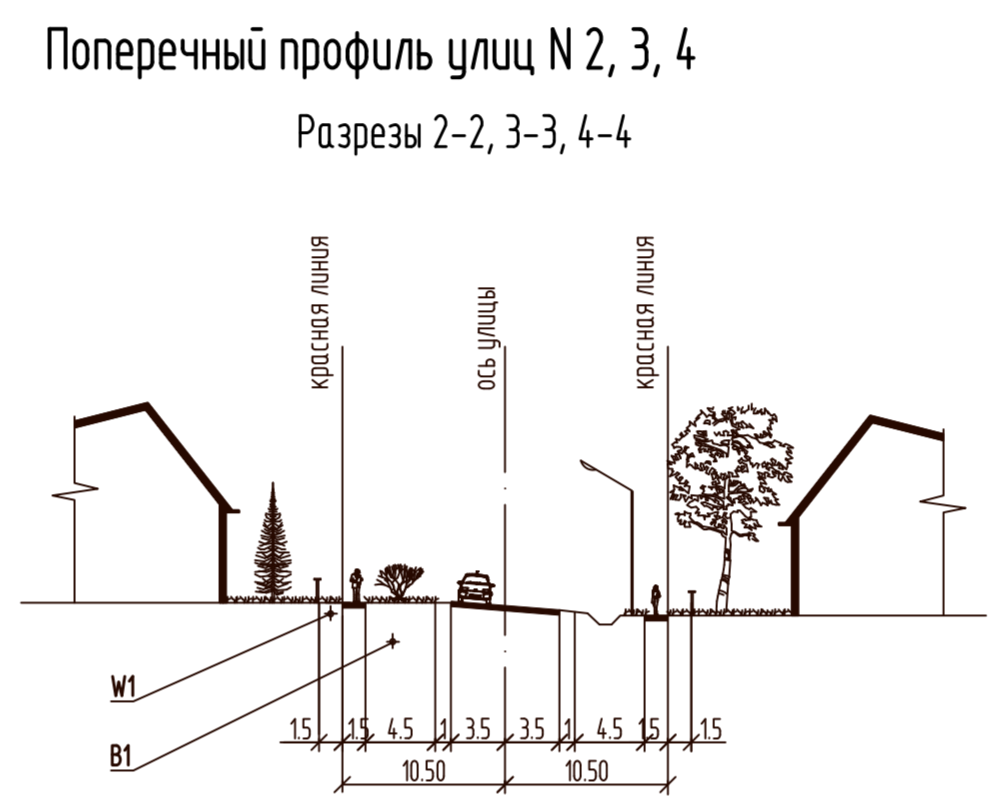 Поперечный профиль улиц N 2, 3, 4
Разрезы 2-2, 3-3, 4-4
красная линия
ось улицы
красная линия
W1
B1
1.5 1.5 4.5 1 3.5 3.5 1 4.5 1.5 1.5
10.50 10.50